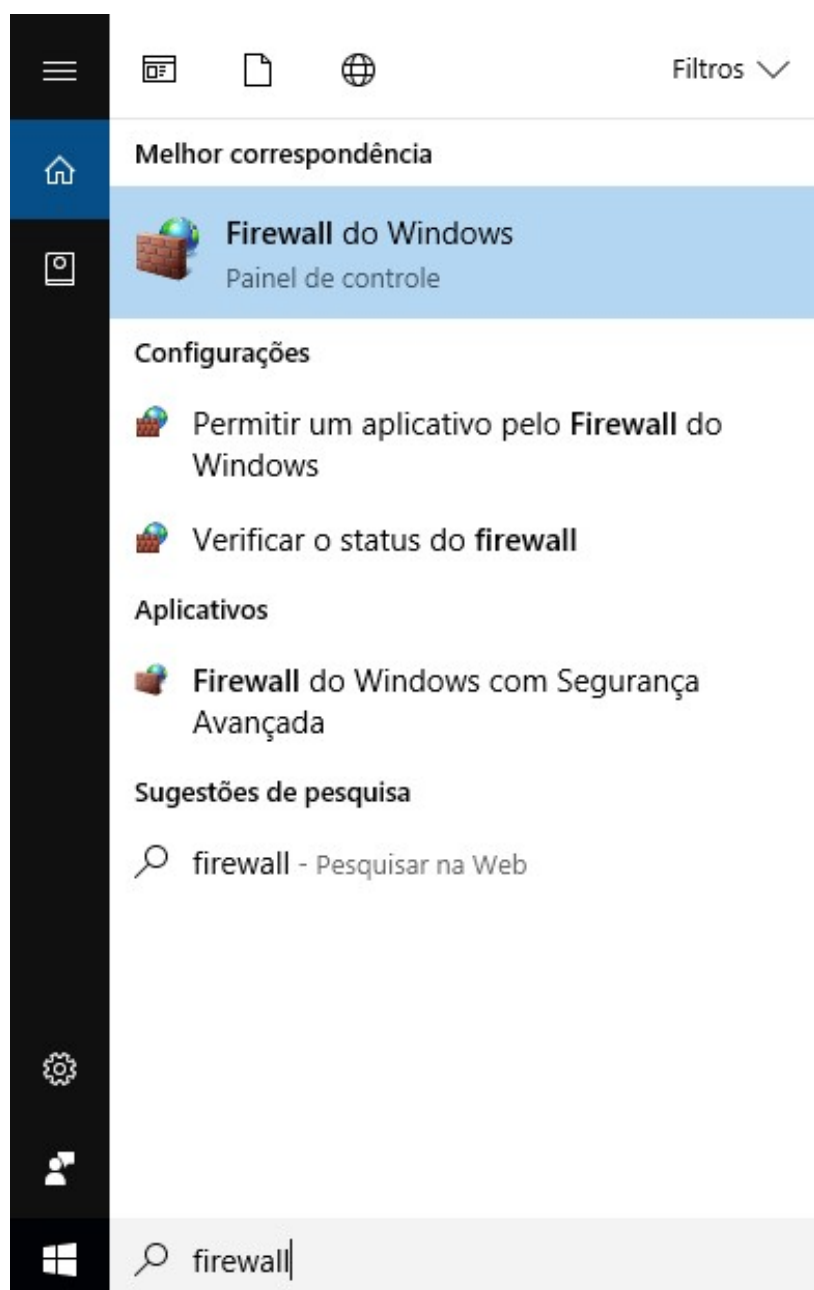 Filtros
Melhor correspondência
Firewall do Windows
Painel de controle
Configurações
Permitir um aplicativo pelo Firewall do
Windows
Verificar o status do firewall
Aplicativos
Firewall do Windows com Segurança
Avançada
Sugestões de pesquisa
firewall - Pesquisar na Web
firewall